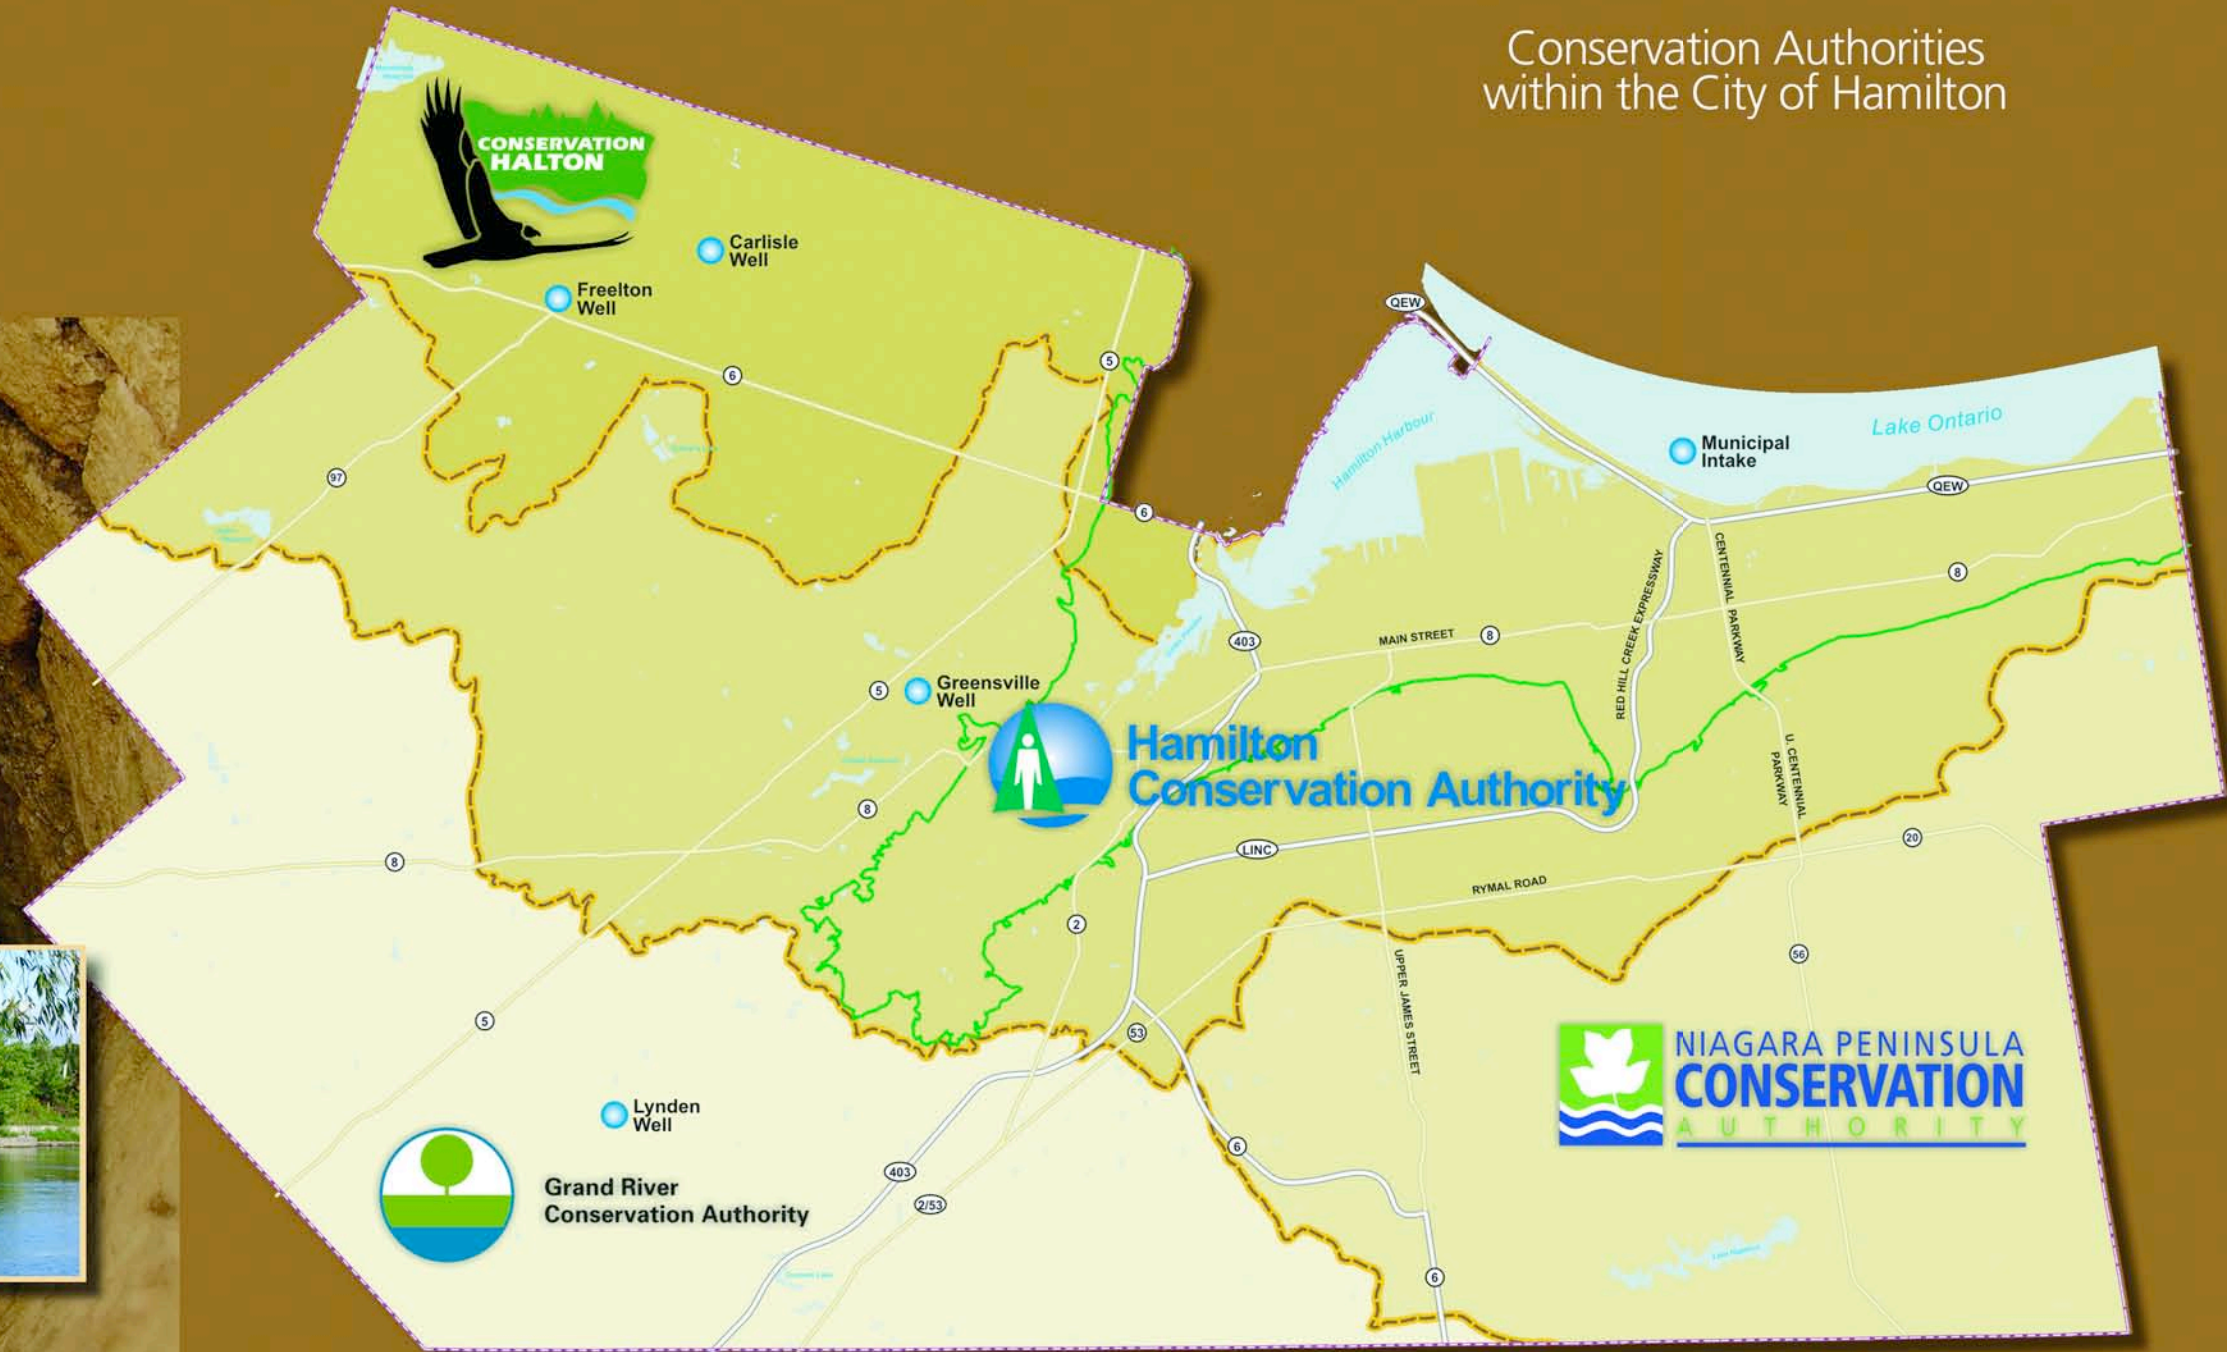 Conservation Authorities
within the City of Hamilton
CONSERVATION
HALTON
Carlisle
Well
Freelton
Well
QEW
5
6
Hamilton Harbour
Lake Ontario
Municipal
Intake
97
QEW
6
CENTENNIAL PARKWAY
RED HILL CREEK EXPRESSWAY
8
403
MAIN STREET
8
5
Greensville
Well
Hamilton
Conservation Authority
U. CENTENNIAL
PARKWAY
8
LINC
20
8
RYMAL ROAD
2
56
UPPER JAMES STREET
5
53
NIAGARA PENINSULA
CONSERVATION
AUTHORITY
Lynden
Well
6
403
Grand River
Conservation Authority
2/53
6